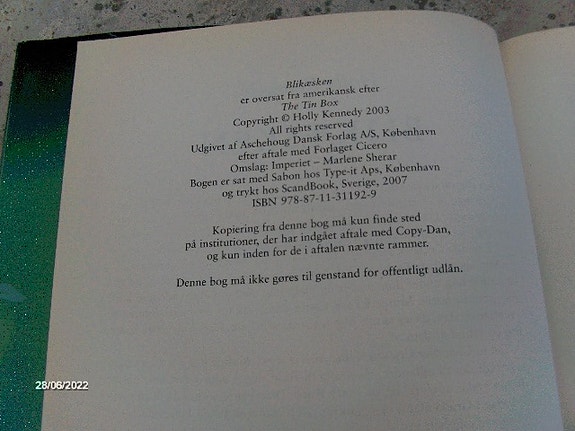 Blikæsken
er oversat fra amerikansk efter
The Tin Box
Copyright © Holly Kennedy 2003
All rights reserved
Udgivet af Aschehoug Dansk Forlag A/S, København
efter aftale med Forlaget Cicero
Omslag: Imperiet – Marlene Sherar
Bogen er sat med Sabon hos Type-it Aps, København
og trykt hos ScandBook, Sverige, 2007
ISBN 978-87-11-31192-9
Kopiering fra denne bog må kun finde sted
på institutioner, der har indgået aftale med Copy-Dan,
og kun inden for de i aftalen nævnte rammer.
Denne bog må ikke gøres til genstand for offentligt udlån.
28/06/2022